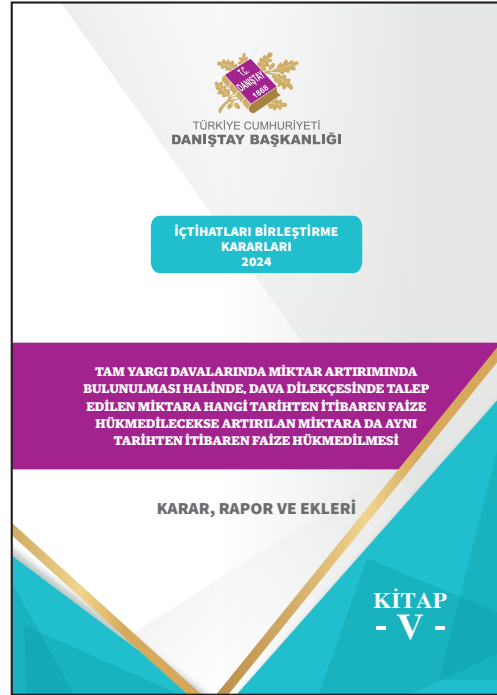 T.C.
DANIŞTAY
1868
TÜRKİYE CUMHURİYETİ
DANIŞTAY BAŞKANLIĞI
İÇTİHATLARI BİRLEŞTİRME
KARARLARI
2024
TAM YARGI DAVALARINDA MİKTAR ARTIRIMINDA
BULUNULMASI HALİNDE, DAVA DİLEKÇESİNDE TALEP
EDİLEN MİKTARA HANGİ TARİHTEN İTİBAREN FAİZE
HÜKMEDİLECEKSE ARTIRILAN MİKTARA DA AYNI
TARİHTEN İTİBAREN FAİZE HÜKMEDİLMESİ
KARAR, RAPOR VE EKLERİ
KİTAP
- V -